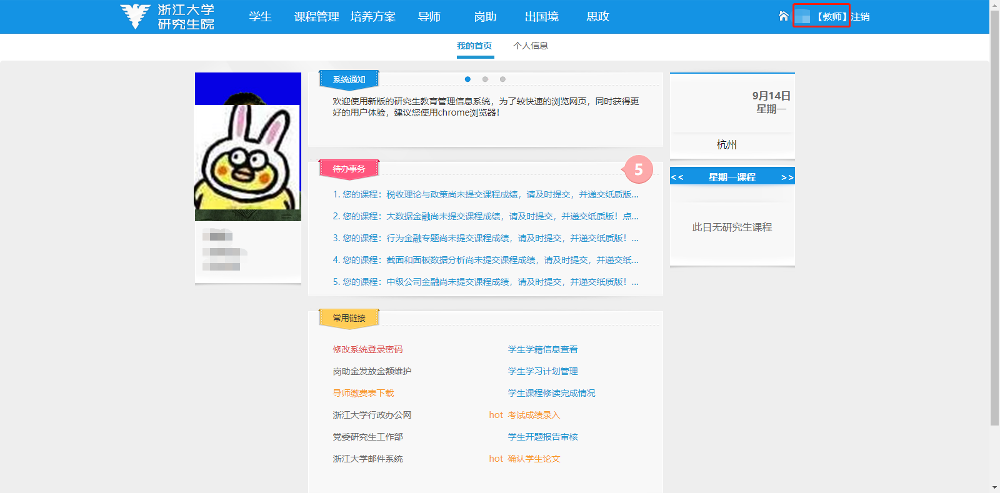 浙江大学
研究生院
学生 课程管理 培养方案 导师 岗助 出国境 思政
【教师】 注销
我的首页 个人信息
系统通知
欢迎使用新版的研究生教育管理信息系统，为了较快速的浏览网页，同时获得更
好的用户体验，建议您使用chrome浏览器！
待办事务
5
1. 您的课程：税收理论与政策尚未提交课程成绩，请及时提交，并递交纸质版...
2. 您的课程：大数据金融尚未提交课程成绩，请及时提交，并递交纸质版！点...
3. 您的课程：行为金融专题尚未提交课程成绩，请及时提交，并递交纸质版！...
4. 您的课程：截面和面板数据分析尚未提交课程成绩，请及时提交，并递交纸...
5. 您的课程：中级公司金融尚未提交课程成绩，请及时提交，并递交纸质版！...
常用链接
修改系统登录密码 学生学籍信息查看
岗助金发放金额维护 学生学习计划管理
导师缴费表下载 学生课程修读完成情况
浙江大学行政办公网 hot 考试成绩录入
党委研究生工作部 学生开题报告审核
浙江大学邮件系统 hot 确认学生论文
9月14日
星期一
杭州
<< 星期一课程 >>
此日无研究生课程